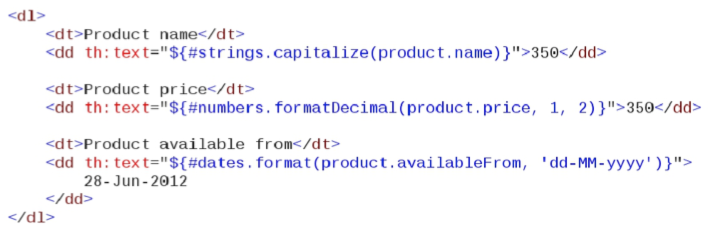 <dl>
    <dt>Product name</dt>
    <dd th:text="${#strings.capitalize(product.name)}">350</dd>

    <dt>Product price</dt>
    <dd th:text="${#numbers.formatDecimal(product.price, 1, 2)}">350</dd>

    <dt>Product available from</dt>
    <dd th:text="${#dates.format(product.availableFrom, 'dd-MM-yyyy')}">
        28-Jun-2012
    </dd>
</dl>